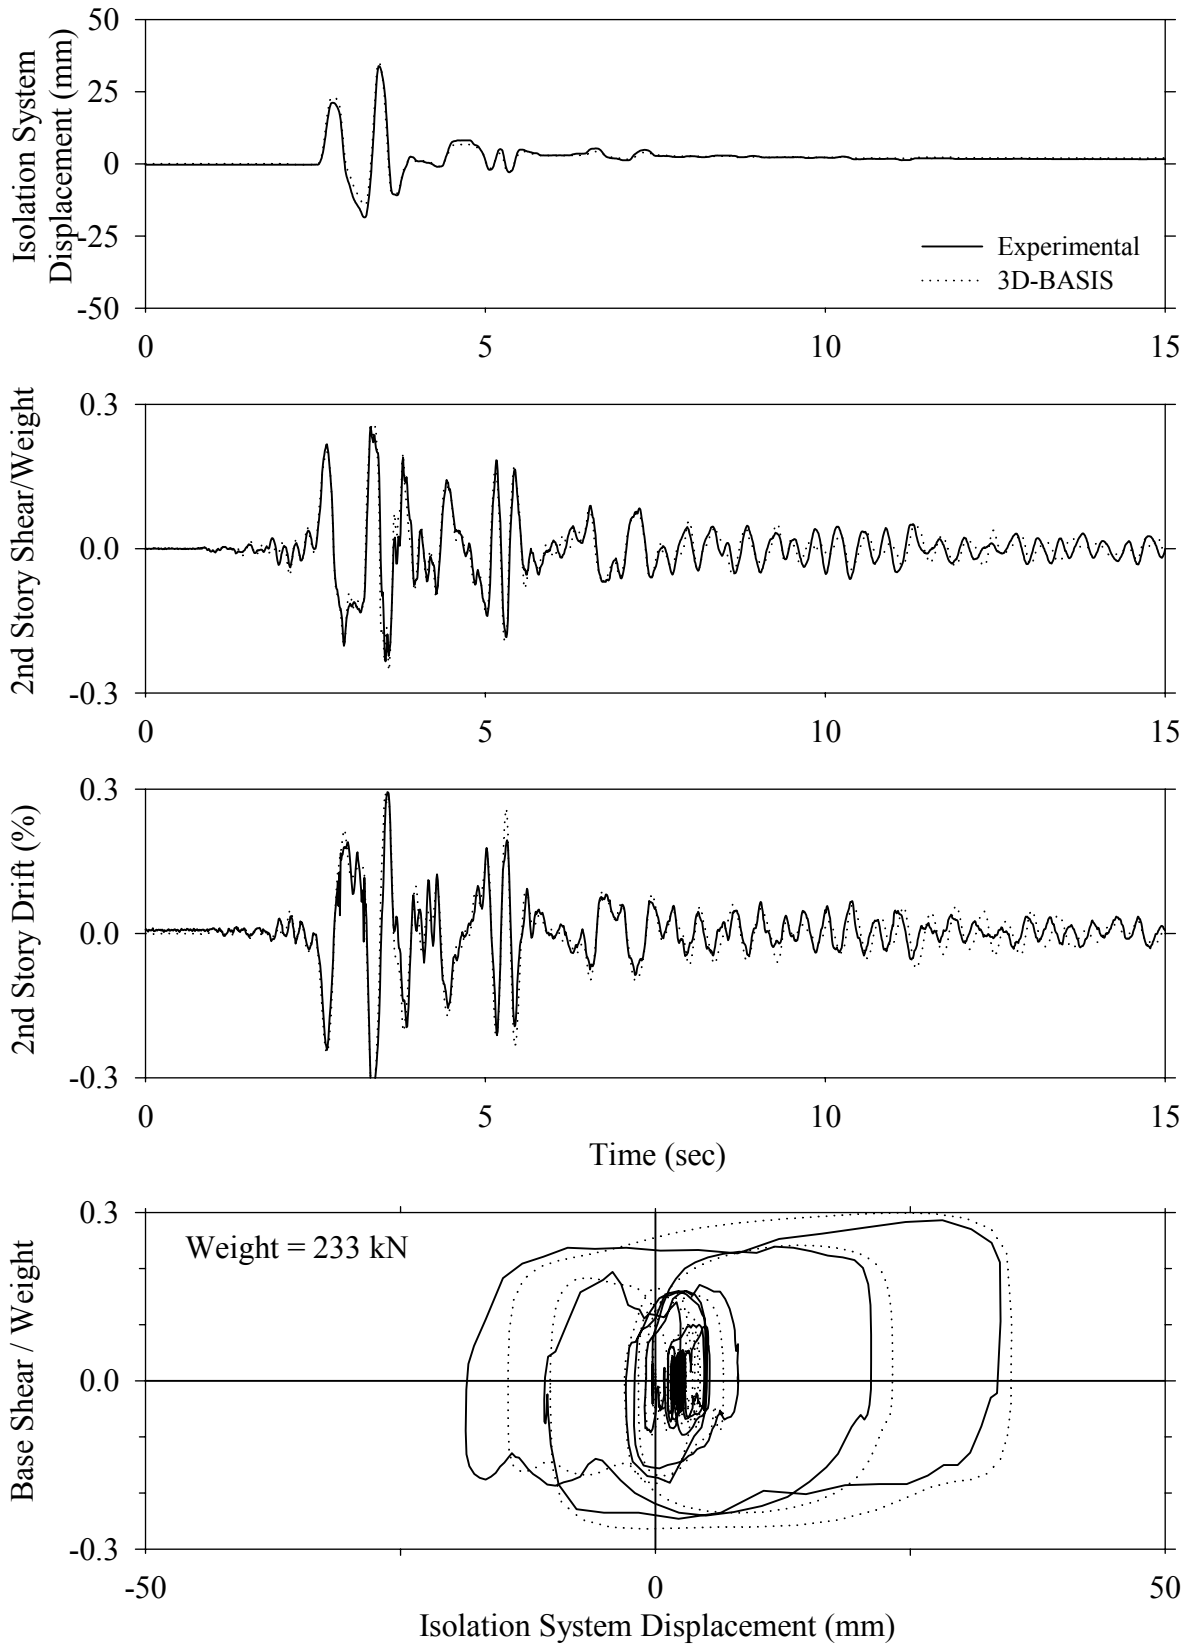 Isolation System
Displacement (mm)
50
25
0
-25
-50
Experimental
3D-BASIS
0 5 10 15
2nd Story Shear/Weight
0.3
0.0
-0.3
0 5 10 15
2nd Story Drift (%)
0.3
0.0
-0.3
0 5 10 15
Time (sec)
Base Shear / Weight
0.3
0.0
-0.3
Weight = 233 kN
-50 0 50
Isolation System Displacement (mm)